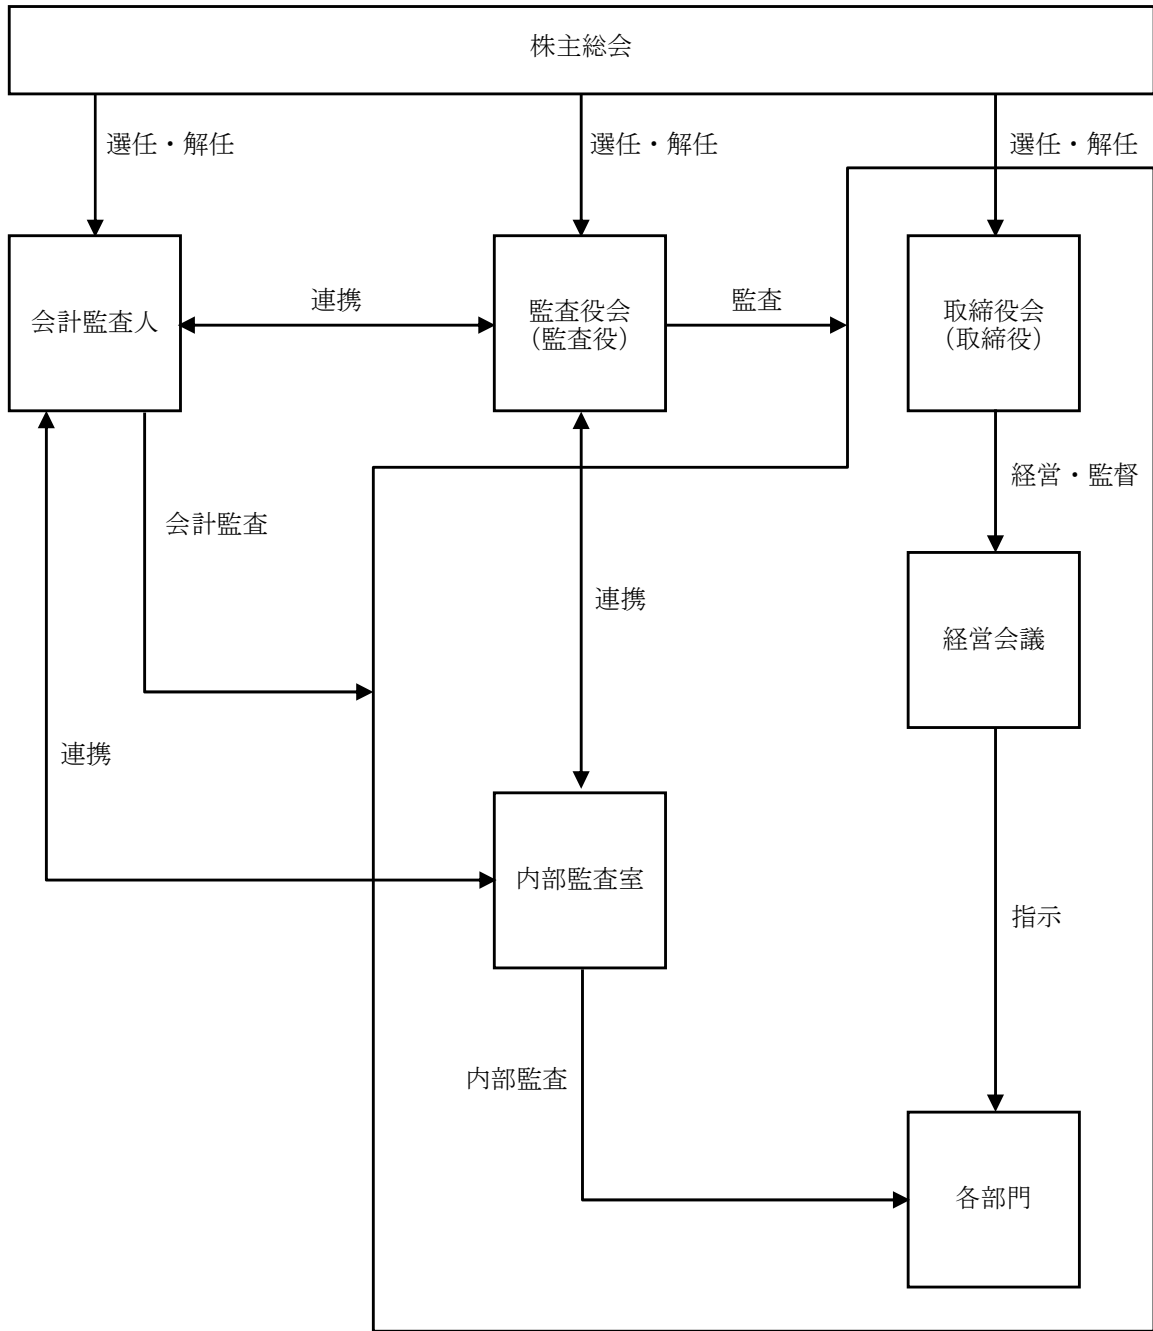 株主総会
選任・解任
選任・解任
選任・解任
会計監査人
連携
監査役会
（監査役）
監査
取締役会
（取締役）
経営・監督
会計監査
連携
経営会議
連携
内部監査室
指示
内部監査
各部門